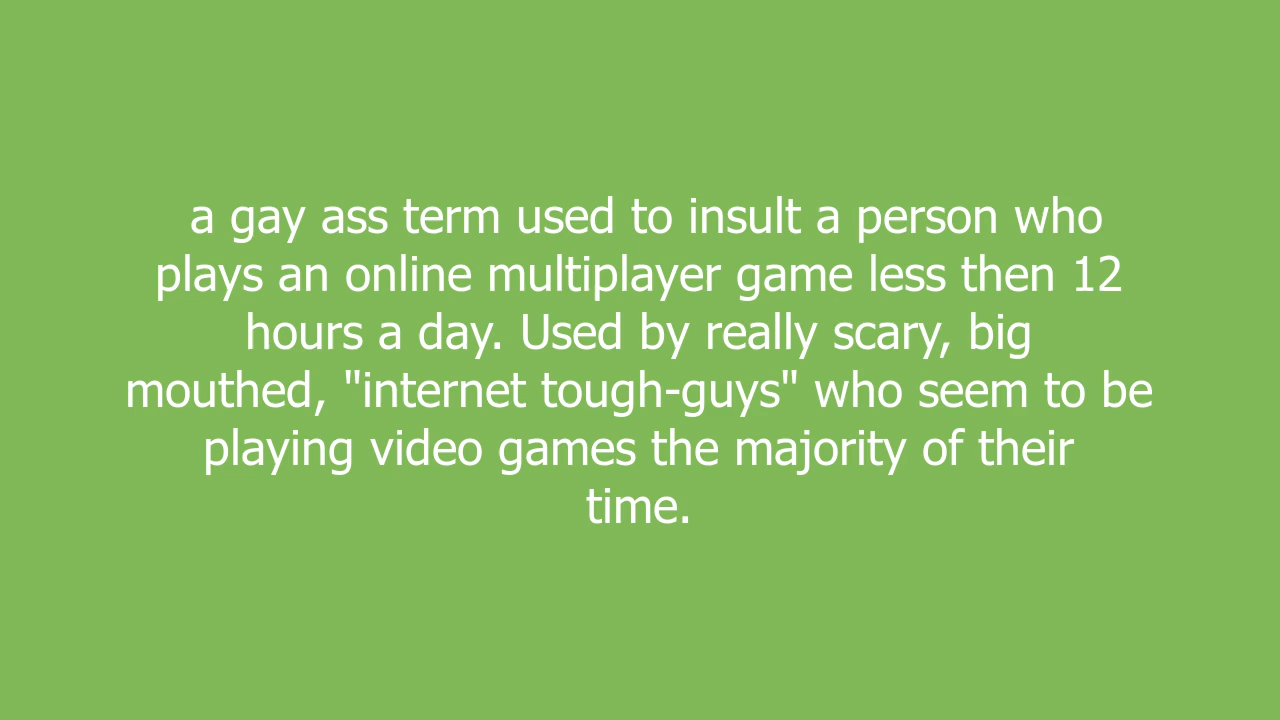 a gay ass term used to insult a person who
plays an online multiplayer game less then 12
hours a day. Used by really scary, big
mouthed, "internet tough-guys" who seem to be
playing video games the majority of their
time.